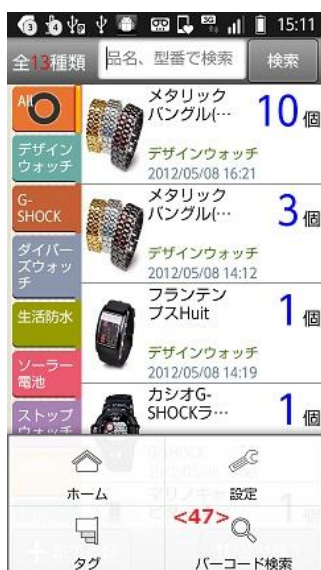 15:11
全13種類
品名、型番で検索
検索
All
メタリック
バングル(…
10個
デザインウォッチ
2012/05/08 16:21
デザイン
ウォッチ
G-
SHOCK
メタリック
バングル(…
3個
デザインウォッチ
2012/05/08 14:12
ダイバー
ズウォッ
チ
生活防水
フランテン
プスHuit
1個
デザインウォッチ
2012/05/08 14:19
ソーラー
電池
ストップ
ウォッチ
カシオG-
SHOCKラ…
1個
ホーム
設定
<47>
タグ
バーコード検索